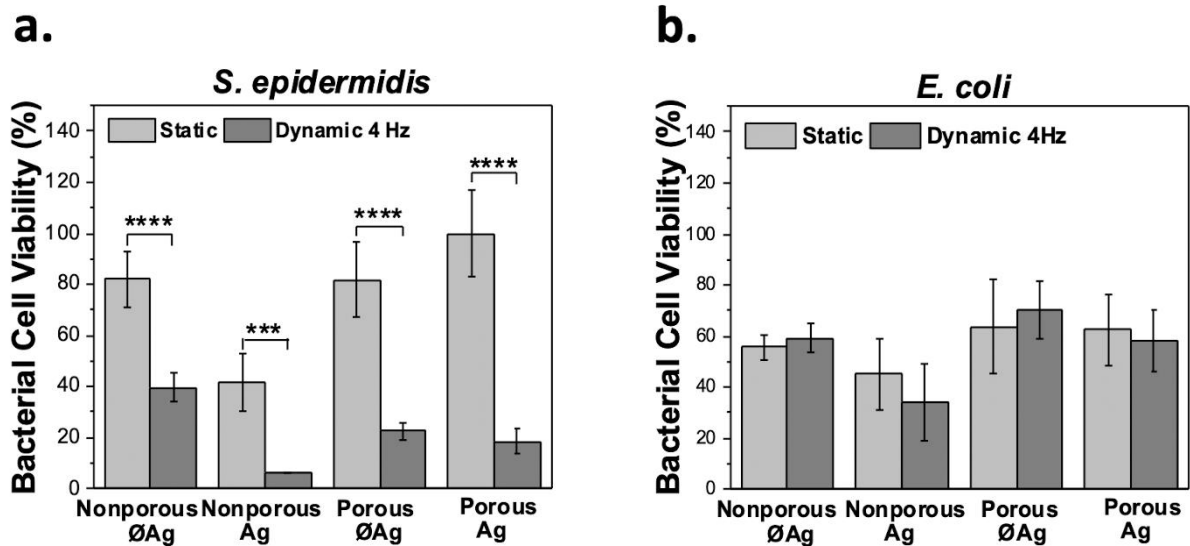 a.
S. epidermidis
Bacterial Cell Viability (%)
140
120
100
80
60
40
20
0
Static Dynamic 4 Hz
****
***
****
****
Nonporous ØAg
Nonporous Ag
Porous ØAg
Porous Ag
b.
E. coli
Bacterial Cell Viability (%)
140
120
100
80
60
40
20
0
Static Dynamic 4Hz
Nonporous ØAg
Nonporous Ag
Porous ØAg
Porous Ag